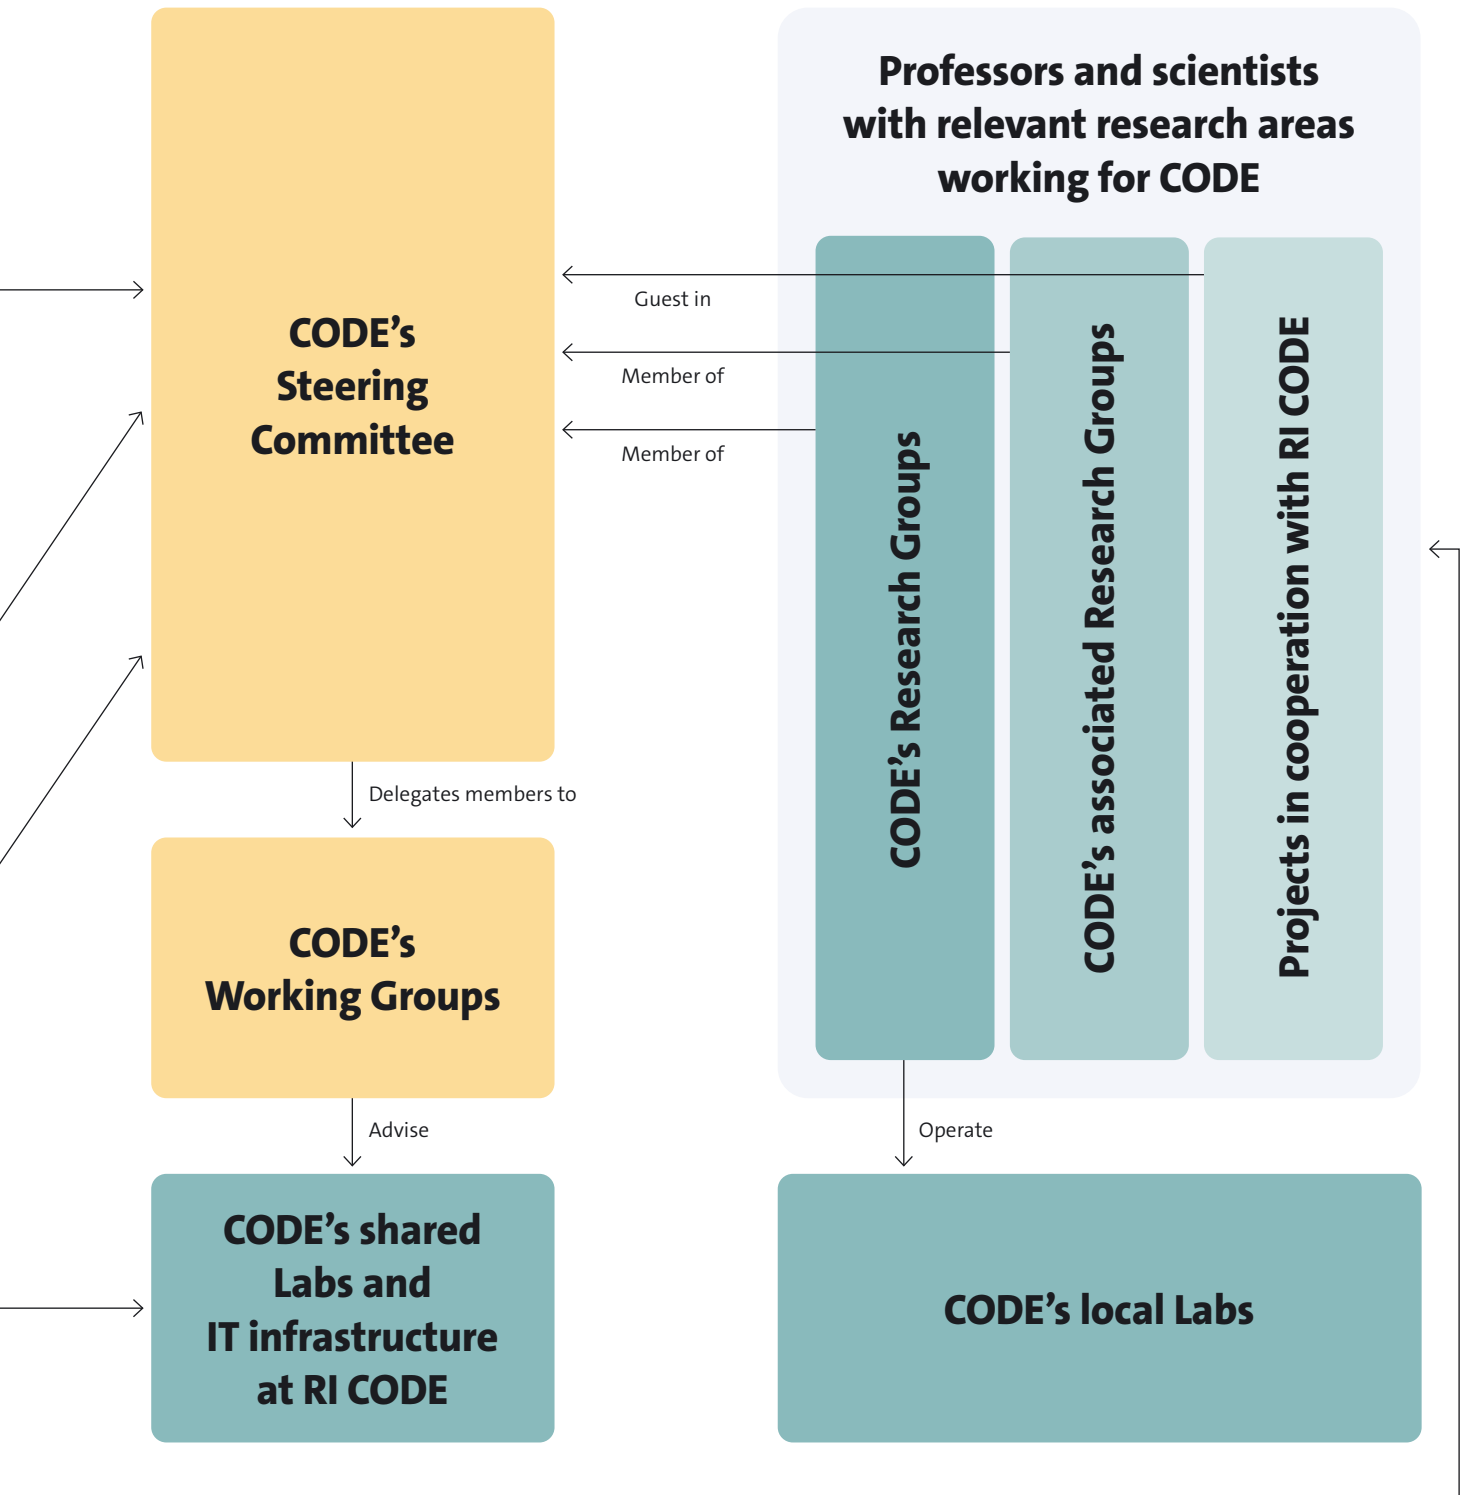 CODE’s
Steering
Committee
Delegates members to
CODE’s
Working Groups
Advise
CODE’s shared
Labs and
IT infrastructure
at RI CODE
Guest in
Member of
Member of
Professors and scientists
with relevant research areas
working for CODE
CODE’s Research Groups
CODE’s associated Research Groups
Projects in cooperation with RI CODE
Operate
CODE’s local Labs